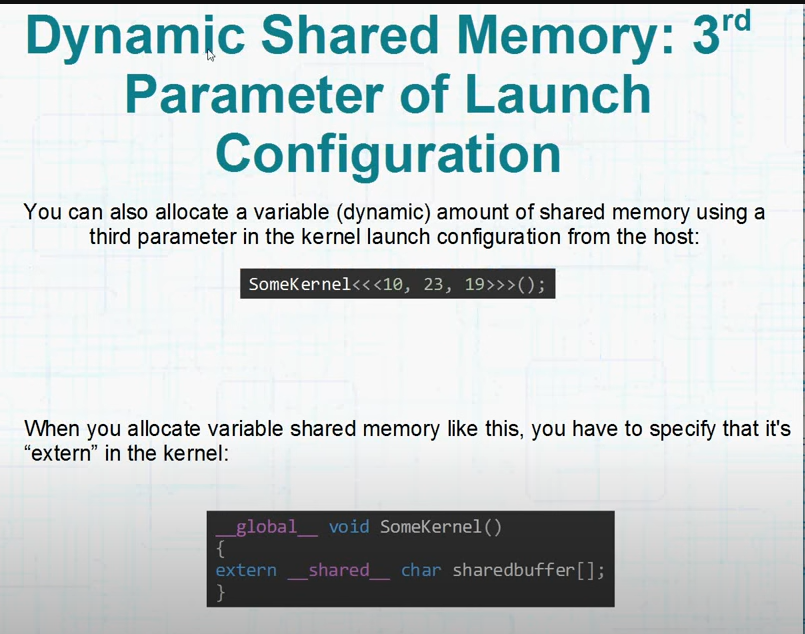 Dynamic Shared Memory: 3rd
Parameter of Launch
Configuration
You can also allocate a variable (dynamic) amount of shared memory using a
third parameter in the kernel launch configuration from the host:
SomeKernel<<<10, 23, 19>>>();
When you allocate variable shared memory like this, you have to specify that it's
“extern” in the kernel:
__global__ void SomeKernel()
{
extern __shared__ char sharedbuffer[];
}